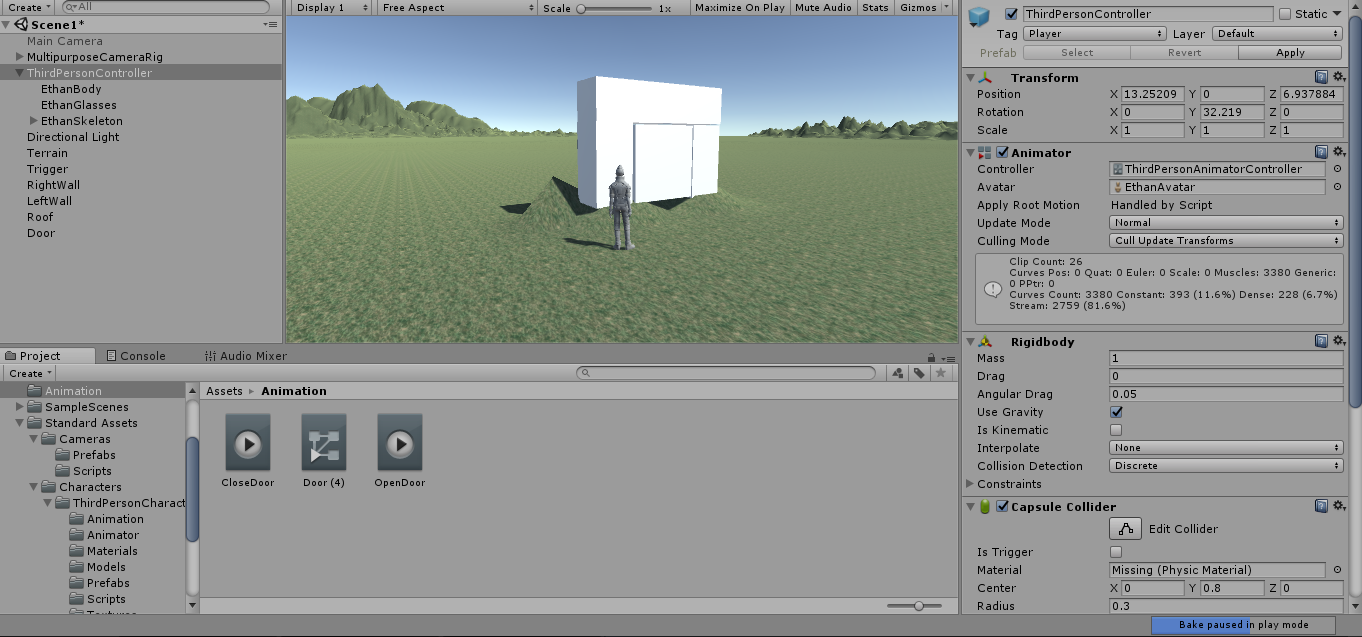 Create
All
Scene1*
Main Camera
MultipurposeCameraRig
ThirdPersonController
EthanBody
EthanGlasses
EthanSkeleton
Directional Light
Terrain
Trigger
RightWall
LeftWall
Roof
Door
Display 1
Free Aspect
Scale
1x
Maximize On Play
Mute Audio
Stats
Gizmos
Project
Console
Audio Mixer
Create
Animation
SampleScenes
Standard Assets
Cameras
Prefabs
Scripts
Characters
ThirdPersonCharact
Animation
Animator
Materials
Models
Prefabs
Scripts
Assets
Animation
CloseDoor
Door (4)
OpenDoor
ThirdPersonController
Static
Tag
Player
Layer
Default
Prefab
Select
Revert
Apply
Transform
Position
X 13.25209
Y 0
Z 6.937884
Rotation
X 0
Y 32.219
Z 0
Scale
X 1
Y 1
Z 1
Animator
Controller
ThirdPersonAnimatorController
Avatar
EthanAvatar
Apply Root Motion
Handled by Script
Update Mode
Normal
Culling Mode
Cull Update Transforms
Clip Count: 26
Curves Pos: 0 Quat: 0 Euler: 0 Scale: 0 Muscles: 3380 Generic:
0 PPtr: 0
Curves Count: 3380 Constant: 393 (11.6%) Dense: 228 (6.7%)
Stream: 2759 (81.6%)
Rigidbody
Mass
1
Drag
0
Angular Drag
0.05
Use Gravity
Is Kinematic
Interpolate
None
Collision Detection
Discrete
Constraints
Capsule Collider
Edit Collider
Is Trigger
Material
Missing (Physic Material)
Center
X 0
Y 0.8
Z 0
Radius
0.3
Bake paused in play mode